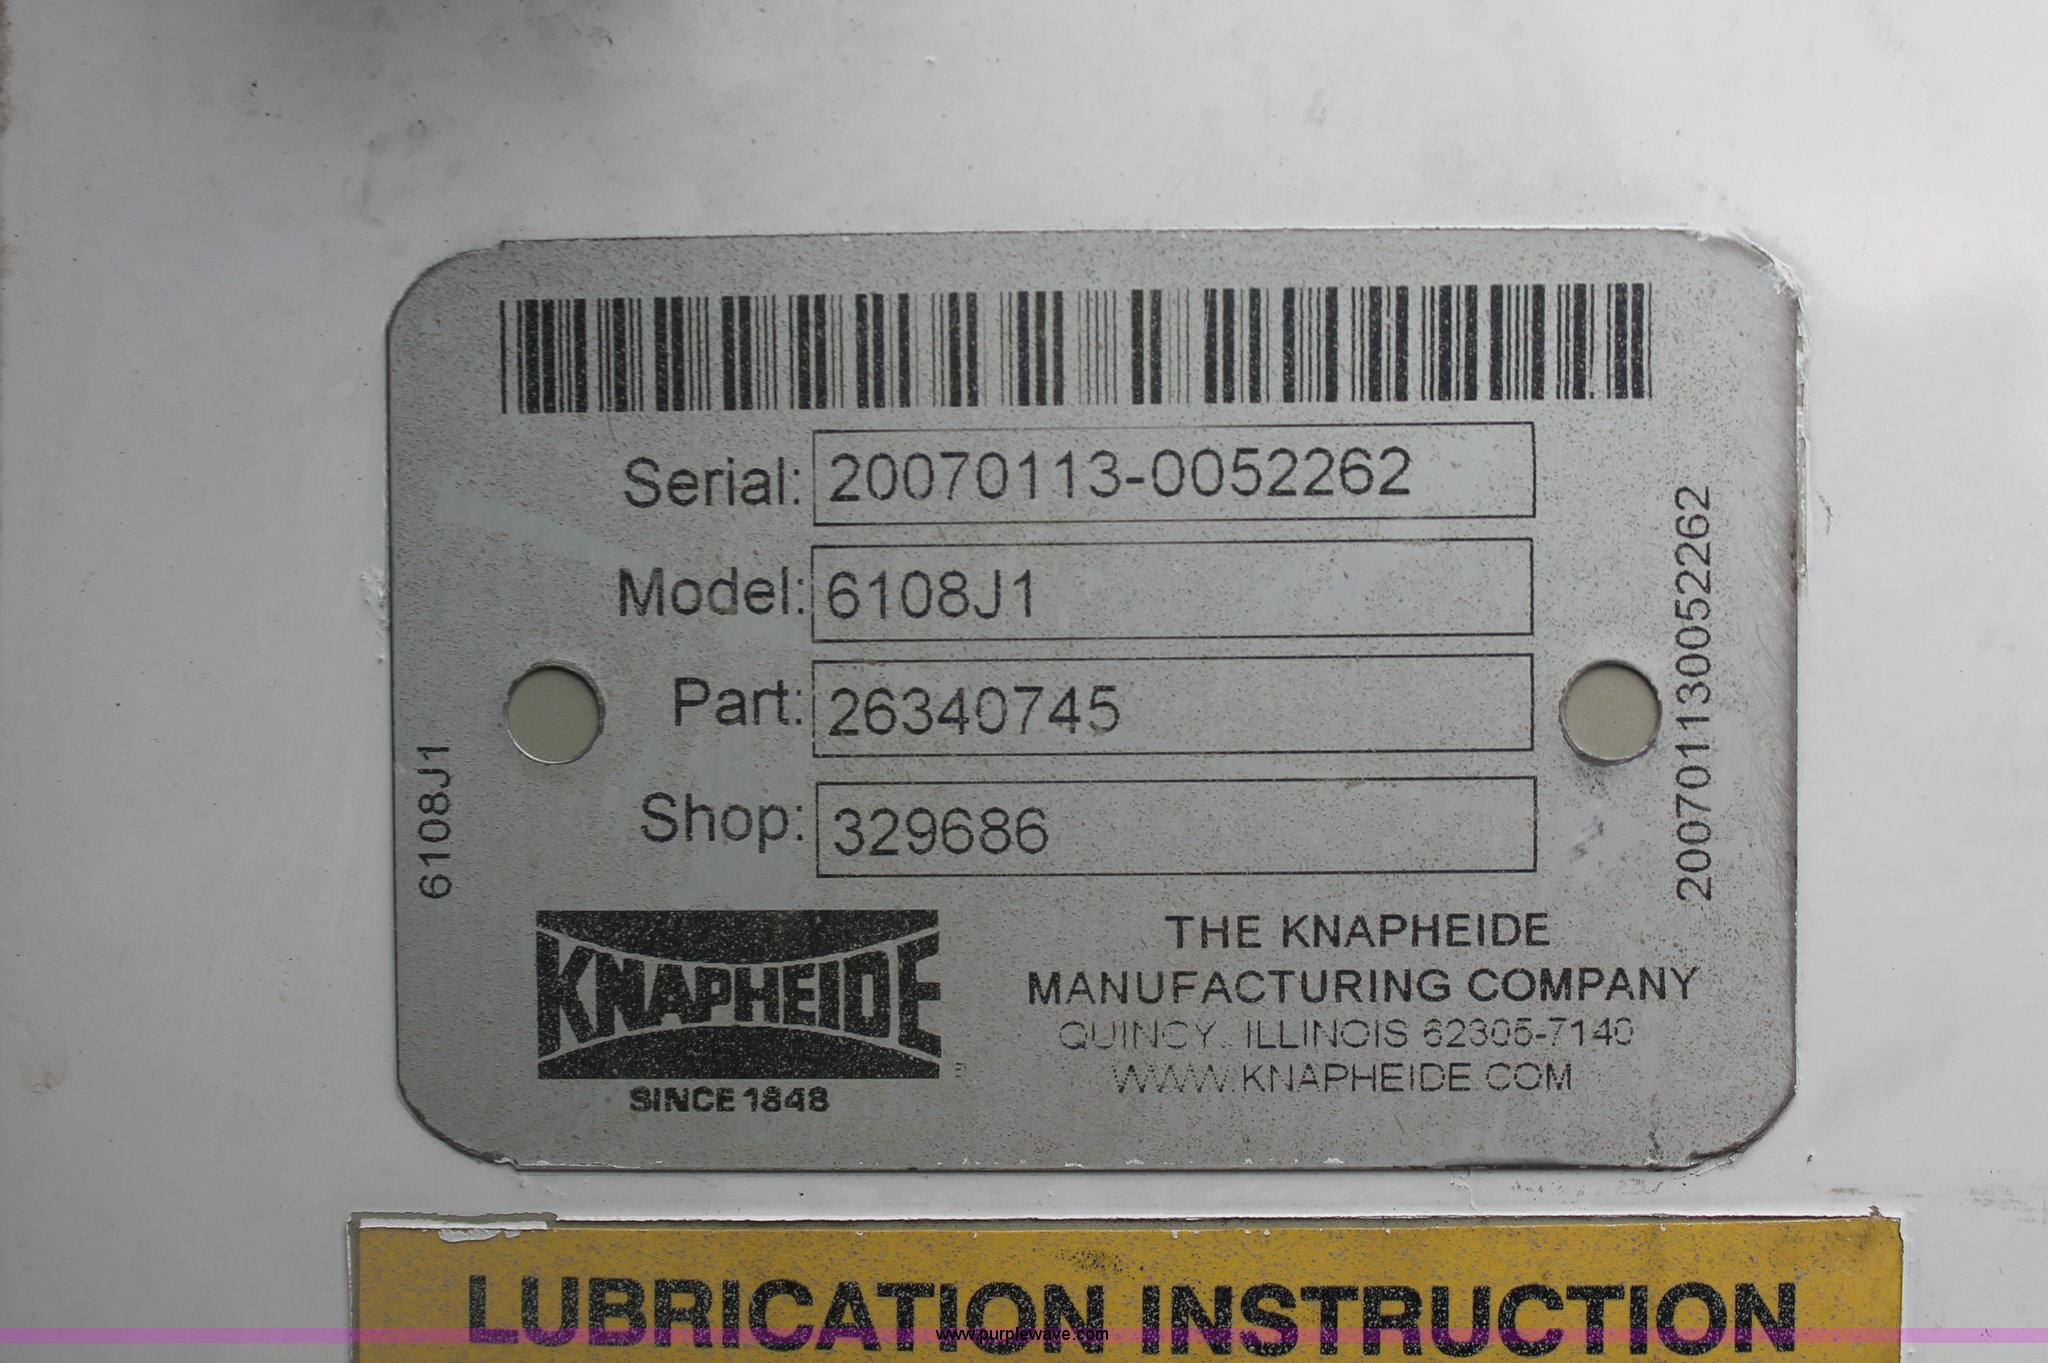 Serial: 20070113-0052262
Model: 6108J1
Part: 26340745
Shop: 329686
6108J1
200701130052262
KNAPHEIDE
SINCE 1848
THE KNAPHEIDE
MANUFACTURING COMPANY
QUINCY, ILLINOIS 62305-7140
WWW.KNAPHEIDE.COM
LUBRICATION INSTRUCTION
www.purplewave.com